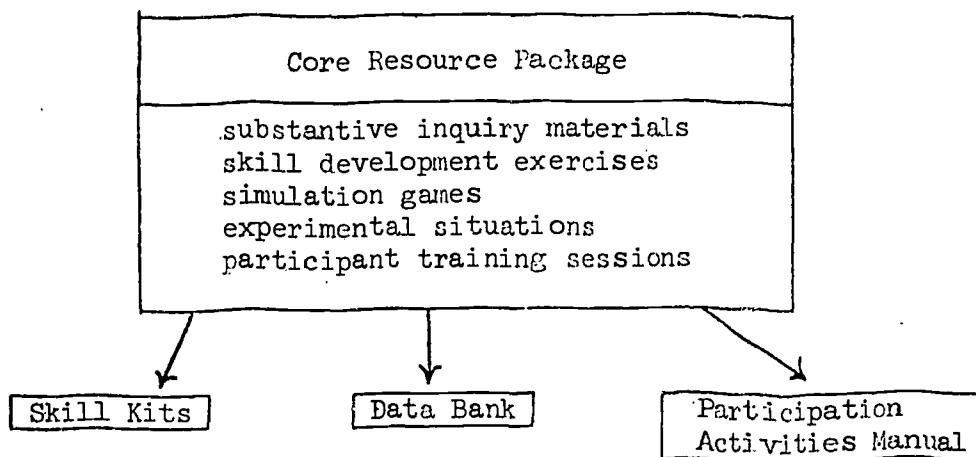 Core Resource Package
substantive inquiry materials
skill development exercises
simulation games
experimental situations
participant training sessions
Skill Kits
Data Bank
Participation
Activities Manual